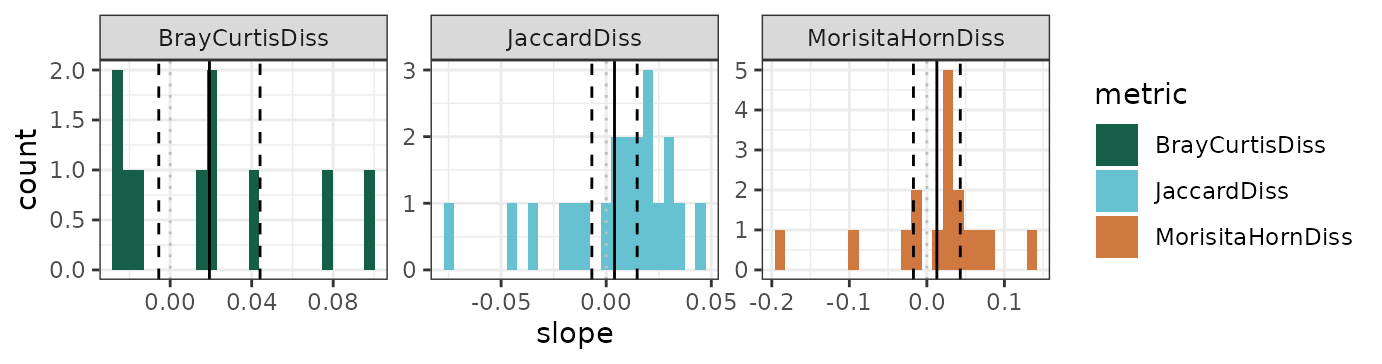 BrayCurtisDiss
JaccardDiss
MorisitaHornDiss
count
2.0
1.5
1.0
0.5
0.0
0.00 0.04 0.08
3
2
1
0
-0.05 0.00 0.05
5
4
3
2
1
0
-0.2 -0.1 0.0 0.1
slope
metric
BrayCurtisDiss
JaccardDiss
MorisitaHornDiss